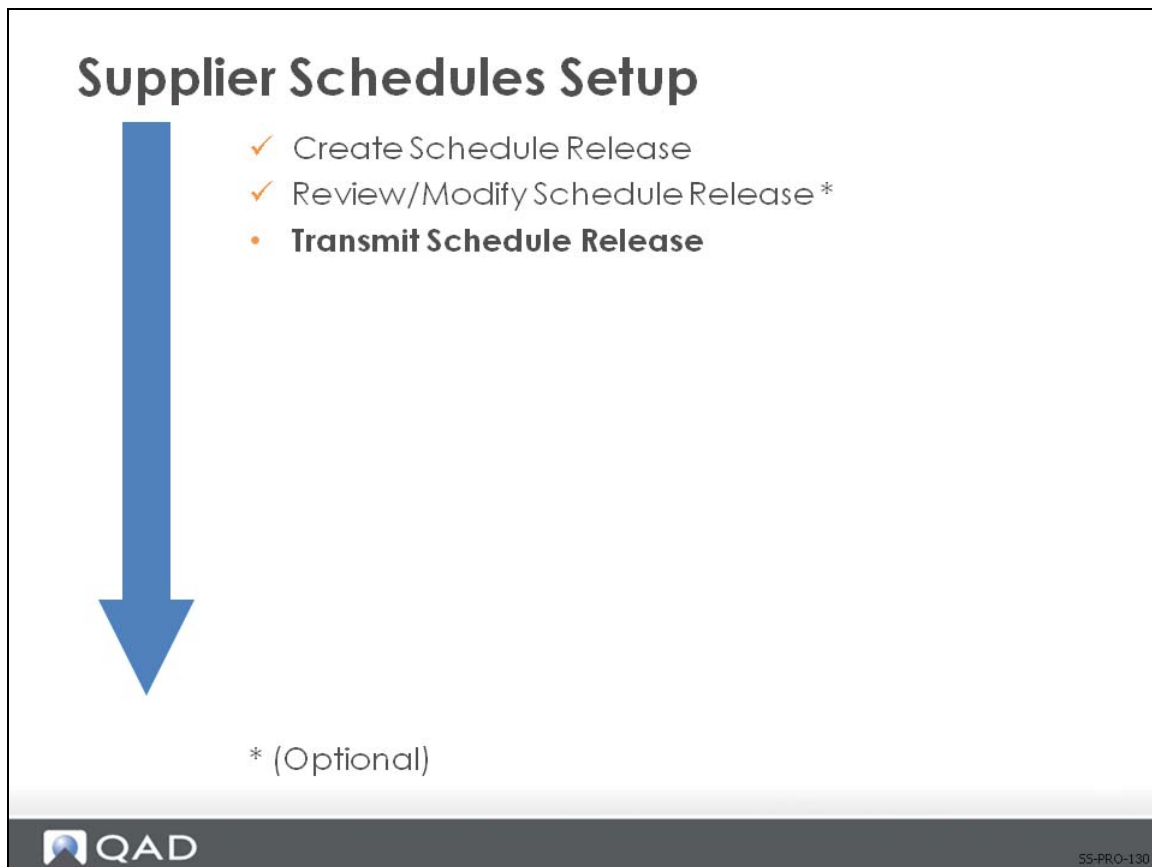 Supplier Schedules Setup
✓ Create Schedule Release
✓ Review/Modify Schedule Release *
• Transmit Schedule Release
* (Optional)
QAD
SS-PRO-130